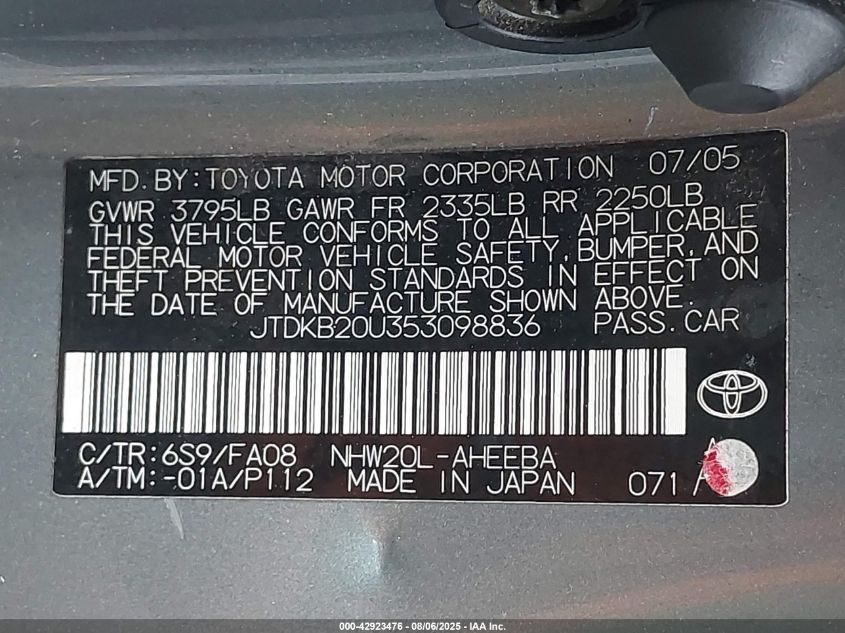 MFD. BY: TOYOTA MOTOR CORPORATION 07/05
GVWR 3795LB GAWR FR 2335LB RR 2250LB
THIS VEHICLE CONFORMS TO ALL APPLICABLE
FEDERAL MOTOR VEHICLE SAFETY, BUMPER, AND
THEFT PREVENTION STANDARDS IN EFFECT ON
THE DATE OF MANUFACTURE SHOWN ABOVE.
JTDKB20U353098836 PASS. CAR
C/TR: 6S9/FA08 NHW20L-AHEEBA
A/TM: -01A/P112 MADE IN JAPAN 071
000-42923476 - 08/06/2025 - IAA Inc.